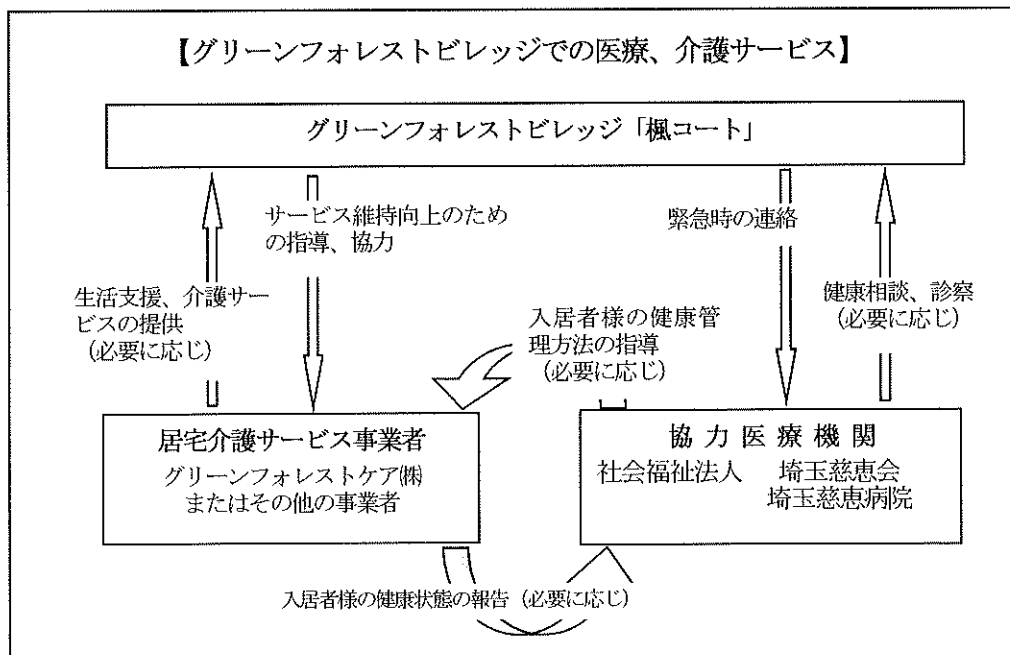 【グリーンフォレストビレッジでの医療、介護サービス】
グリーンフォレストビレッジ「楓コート」
サービス維持向上のため
の指導、協力
緊急時の連絡
生活支援、介護サー
ビスの提供
(必要に応じ)
健康相談、診察
(必要に応じ)
入居者様の健康管
理方法の指導
(必要に応じ)
居宅介護サービス事業者
グリーンフォレストケア㈱
またはその他の事業者
協力医療機関
社会福祉法人 埼玉慈恵会
埼玉慈恵病院
入居者様の健康状態の報告(必要に応じ)